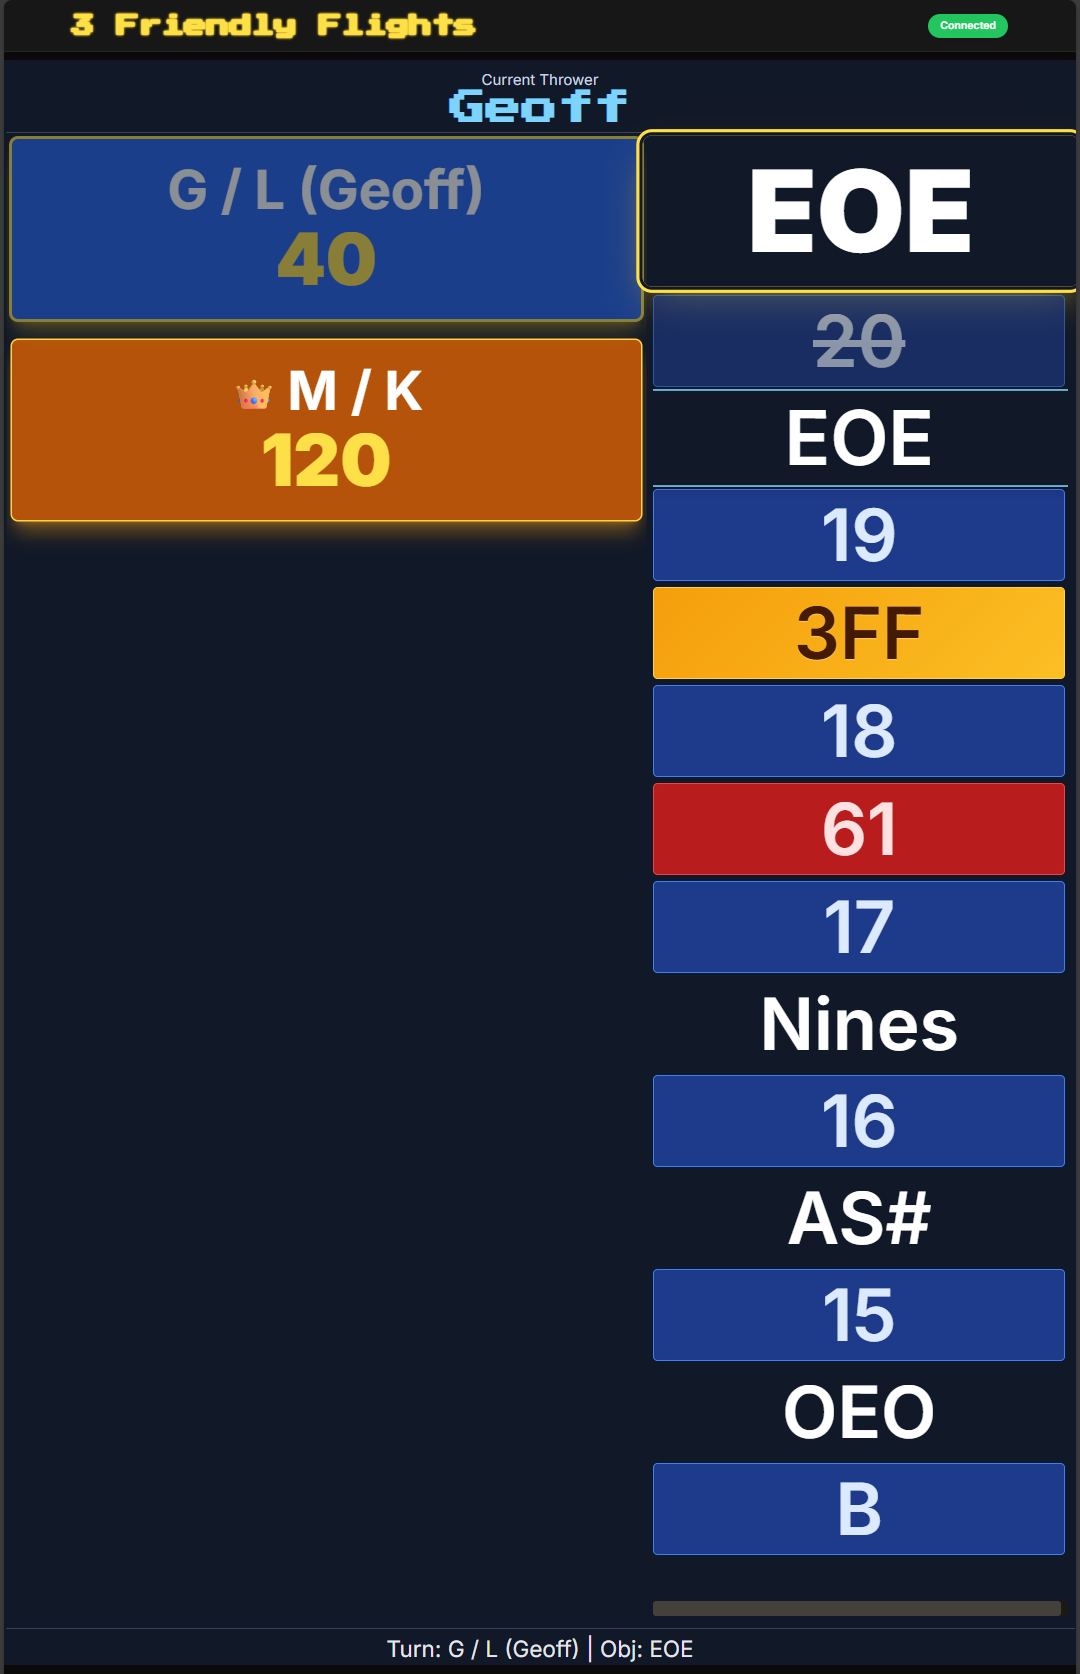 3 Friendly Flights
Connected
Current Thrower
Geoff
G / L (Geoff)
40
M / K
120
EOE
20
EOE
19
3FF
18
61
17
Nines
16
AS#
15
OEO
B
Turn: G / L (Geoff) | Obj: EOE